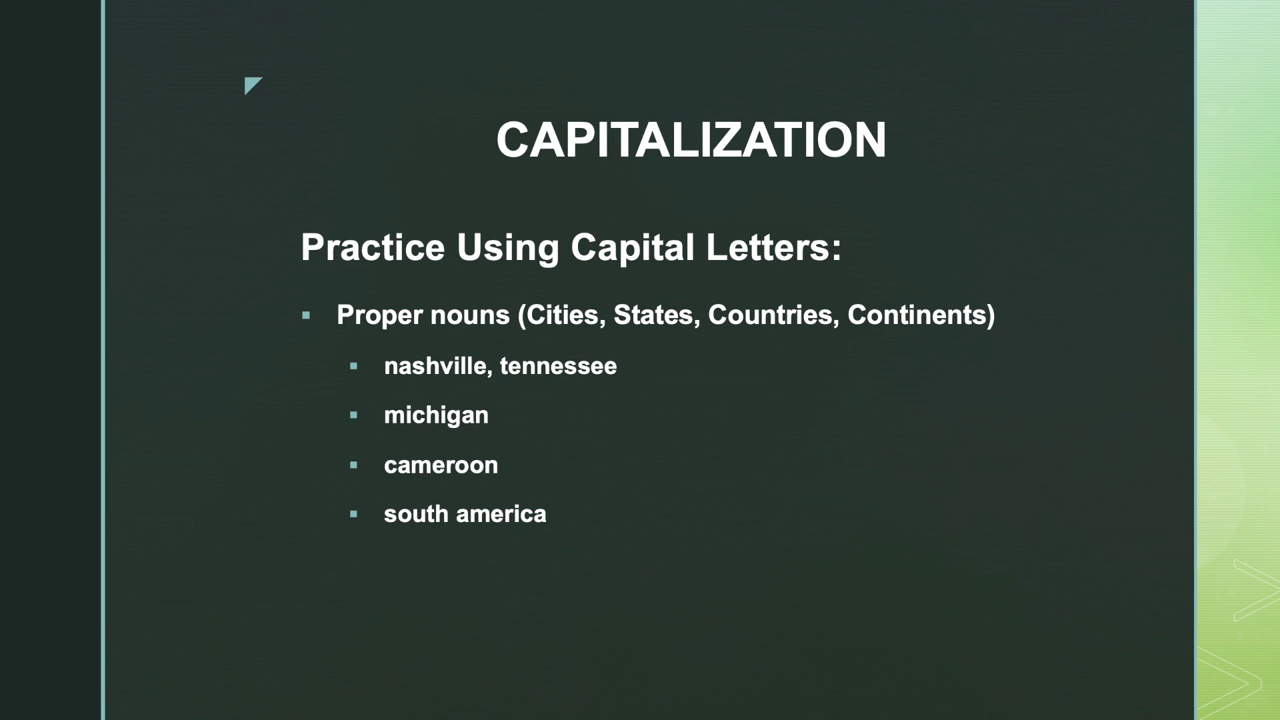 CAPITALIZATION
Practice Using Capital Letters:
▪ Proper nouns (Cities, States, Countries, Continents)
▪ nashville, tennessee
▪ michigan
▪ cameroon
▪ south america